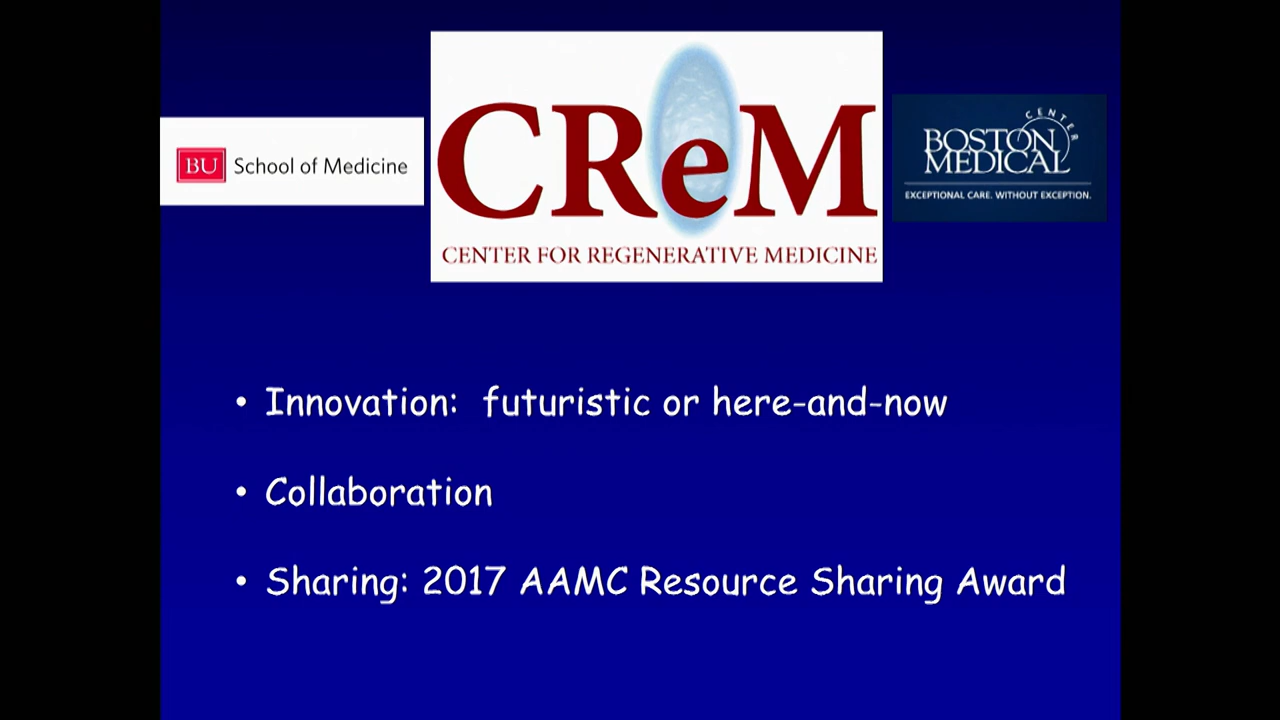 BU School of Medicine
CReM
CENTER FOR REGENERATIVE MEDICINE
CENTER
BOSTON
MEDICAL
EXCEPTIONAL CARE. WITHOUT EXCEPTION.
• Innovation: futuristic or here-and-now
• Collaboration
• Sharing: 2017 AAMC Resource Sharing Award